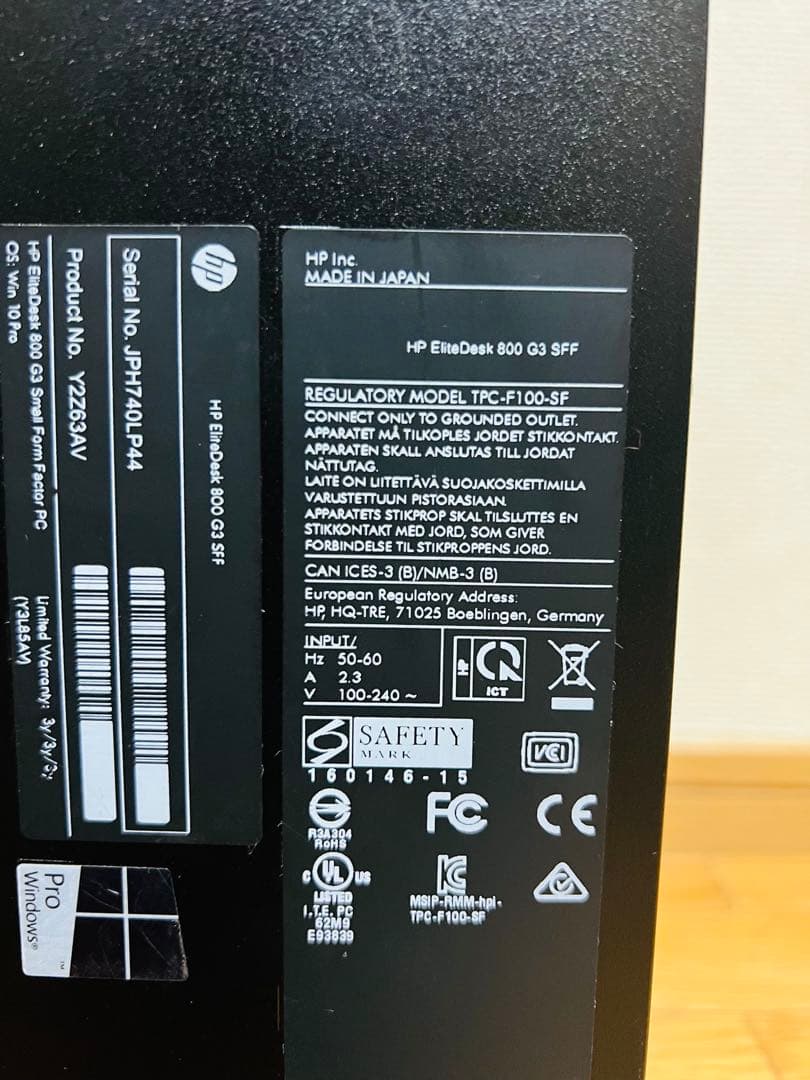 hp
HP EliteDesk 800 G3 SFF
Serial No. JPH740LP44
Product No. Y2Z63AV
HP EliteDesk 800 G3 Small Form Factor PC
OS: Win 10 Pro
Limited Warranty: 3y/3y/3y
(Y3L85AV)
Windows®
Pro
TM
HP Inc.
MADE IN JAPAN
HP EliteDesk 800 G3 SFF
REGULATORY MODEL TPC-F100-SF
CONNECT ONLY TO GROUNDED OUTLET.
APPARATET MÅ TILKOPLES JORDET STIKKONTAKT.
APPARATEN SKALL ANSLUTAS TILL JORDAT
NÄTTUTAG.
LAITE ON LIITETTÄVÄ SUOJAKOSKETTIMILLA
VARUSTETTUUN PISTORASIAAN.
APPARATETS STIKPROP SKAL TILSLUTTES EN
STIKKONTAKT MED JORD, SOM GIVER
FORBINDELSE TIL STIKPROPPENS JORD.
CAN ICES-3 (B)/NMB-3 (B)
European Regulatory Address:
HP, HQ-TRE, 71025 Boeblingen, Germany
INPUT/
Hz 50-60
A 2.3
V 100-240 ~
HP
ICT
SAFETY
MARK
160146-15
VCI
R3A304
RoHS
FC
CE
c UL US
LISTED
I.T.E. PC
62M9
E93839
KC
MSIP-RMM-hpi-
TPC-F100-SF